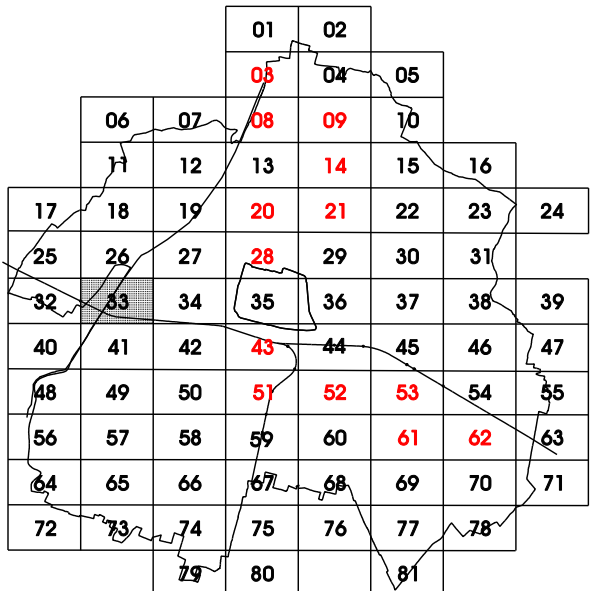 01 02
03 04 05
06 07 08 09 10
11 12 13 14 15 16
17 18 19 20 21 22 23 24
25 26 27 28 29 30 31
32 33 34 35 36 37 38 39
40 41 42 43 44 45 46 47
48 49 50 51 52 53 54 55
56 57 58 59 60 61 62 63
64 65 66 67 68 69 70 71
72 73 74 75 76 77 78
79 80 81